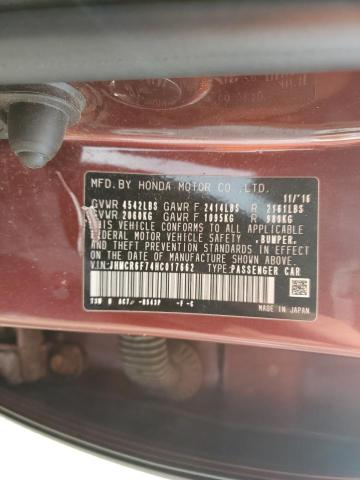 MFD.BY HONDA MOTOR CO.,LTD.
11/'16
GVWR 4542LBS GAWR F 2414LBS R 2181LBS
GVWR 2060KG GAWR F 1095KG R 989KG
THIS VEHICLE CONFORMS TO ALL APPLICABLE
FEDERAL MOTOR VEHICLE SAFETY, BUMPER,
AND THEFT PREVENTION STANDARDS IN EFFECT
ON THE DATE OF MANUFACTURE SHOWN ABOVE.
VIN: JHMCR6F74HC017662 TYPE:PASSENGER CAR
MADE IN JAPAN